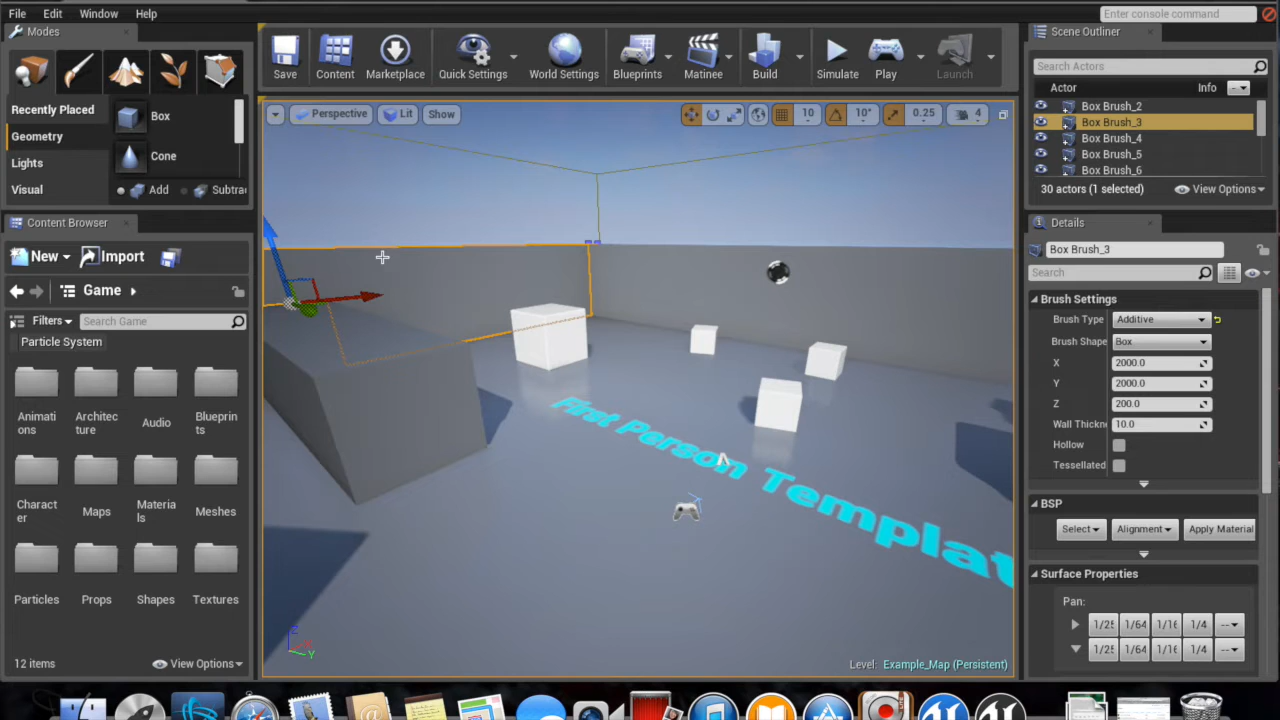 File Edit Window Help
Enter console command
Modes
Recently Placed
Geometry
Lights
Visual
Box
Cone
Add Subtra
Save
Content
Marketplace
Quick Settings
World Settings
Blueprints
Matinee
Build
Simulate
Play
Launch
Perspective Lit Show
10 10° 0.25 4
First Person Templat
Z
X
Y
Level: Example_Map (Persistent)
Content Browser
New Import
Game
Filters Search Game
Particle System
Animati
ons
Architec
ture
Audio
Blueprin
ts
Charact
er
Maps
Materia
ls
Meshes
Particles
Props
Shapes
Textures
12 items View Options
Scene Outliner
Search Actors
Actor Info
Box Brush_2
Box Brush_3
Box Brush_4
Box Brush_5
Box Brush_6
30 actors (1 selected) View Options
Details
Box Brush_3
Search
Brush Settings
Brush Type Additive
Brush Shape Box
X 2000.0
Y 2000.0
Z 200.0
Wall Thickn 10.0
Hollow
Tessellated
BSP
Select Alignment Apply Material
Surface Properties
Pan:
1/25 1/64 1/16 1/4 --
1/25 1/64 1/16 1/4 --